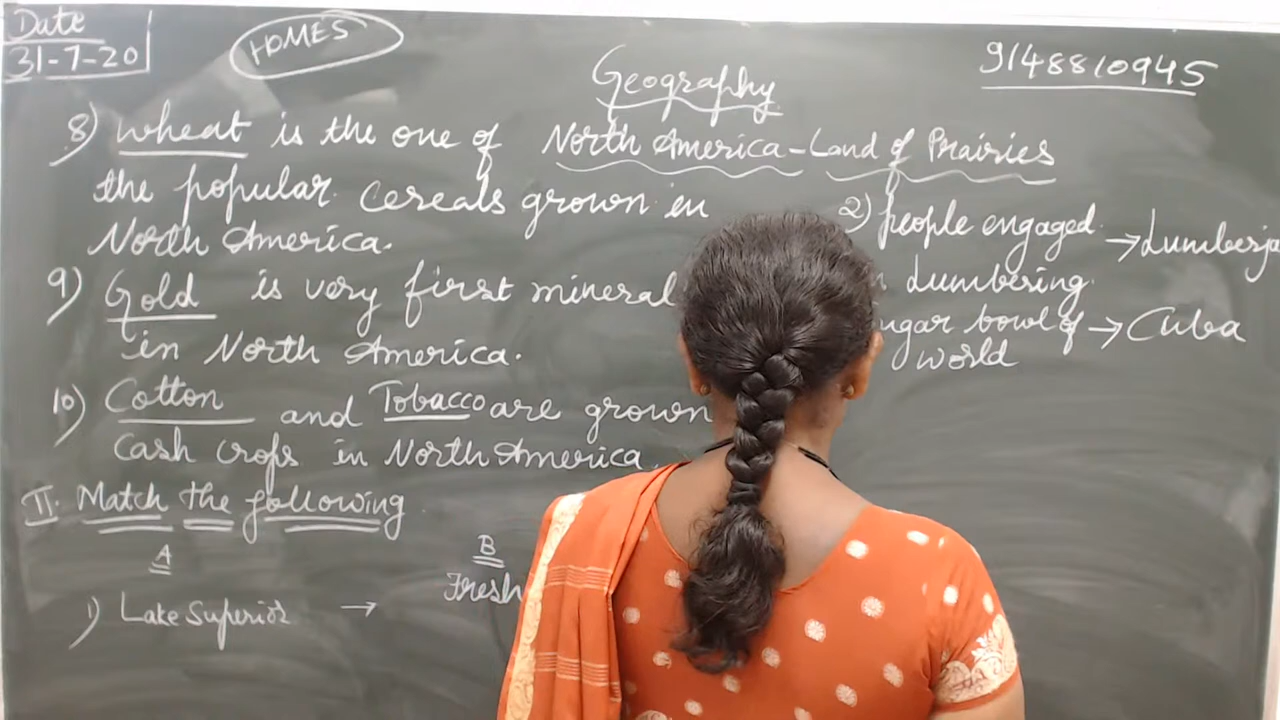 Date
31-7-20
HOMES
Geography
9148810945
North America-Land of Prairies
8) Wheat is the one of
the popular cereals grown in
North America.
9) Gold is very first mineral
in North America.
10) Cotton and Tobacco are grown
cash crops in North America.
II. Match the following
A
B
1) Lake Superior → Fresh
2) people engaged
Lumbering. → Lumberja
ugar bowl of
world → Cuba